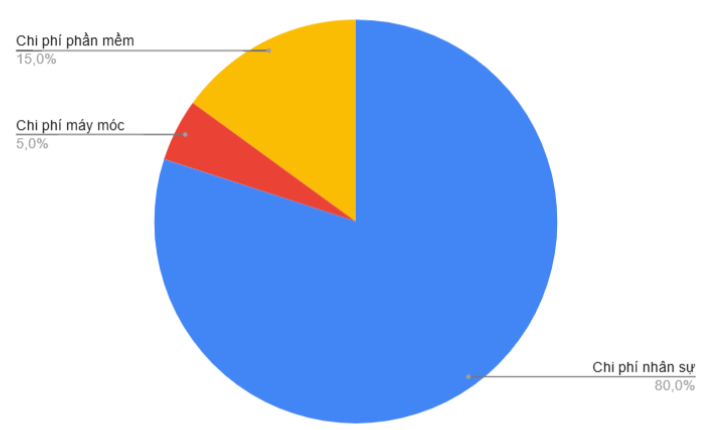 Chi phí phần mềm
15,0%
Chi phí máy móc
5,0%
Chi phí nhân sự
80,0%